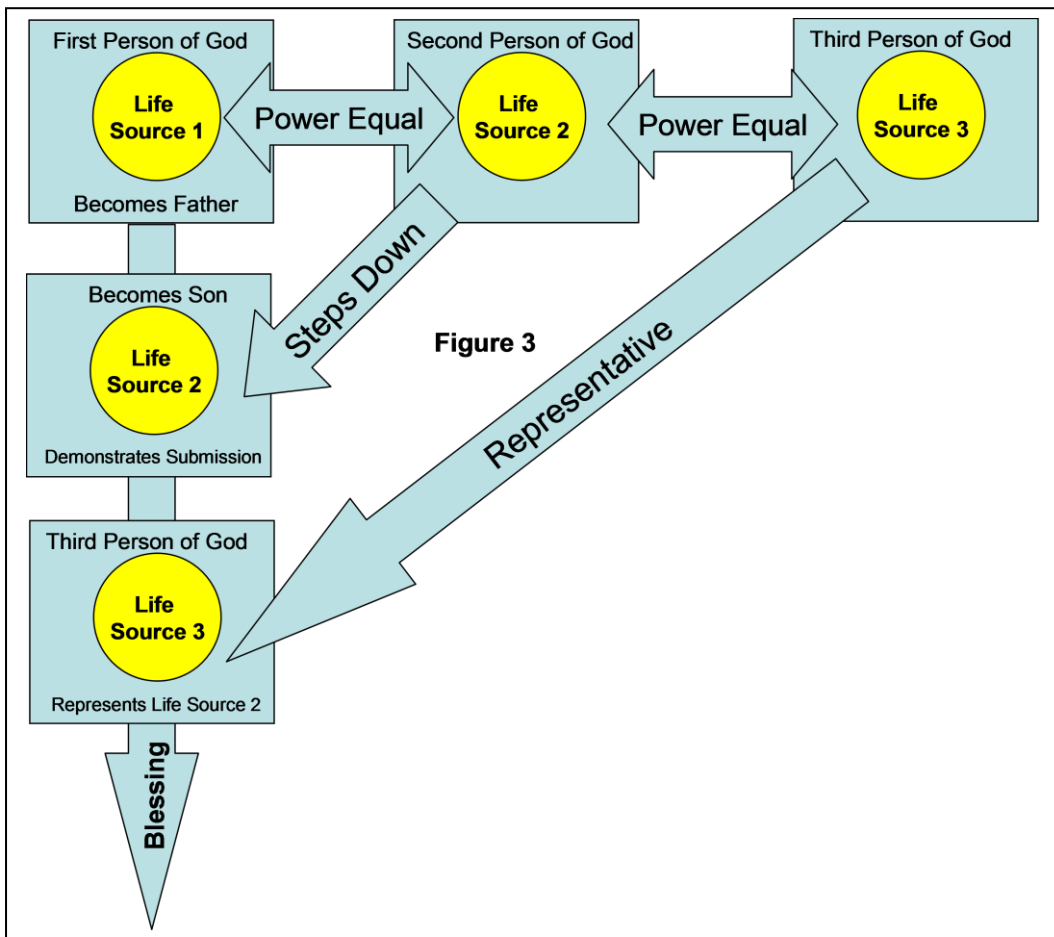 First Person of God
Life
Source 1
Becomes Father
Power Equal
Second Person of God
Life
Source 2
Power Equal
Third Person of God
Life
Source 3
Steps Down
Becomes Son
Life
Source 2
Demonstrates Submission
Figure 3
Representative
Third Person of God
Life
Source 3
Represents Life Source 2
Blessing